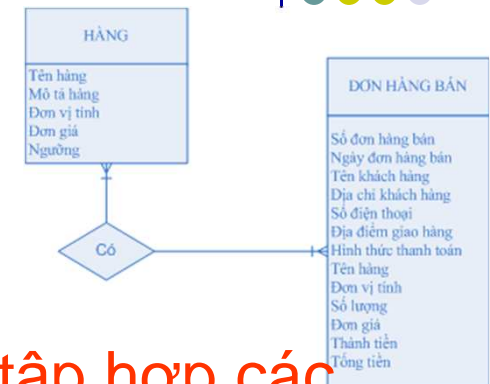 HÀNG
Tên hàng
Mô tả hàng
Đơn vị tính
Đơn giá
Ngưỡng
ĐƠN HÀNG BÁN
Số đơn hàng bán
Ngày đơn hàng bán
Tên khách hàng
Địa chỉ khách hàng
Số điện thoại
Địa điểm giao hàng
Hình thức thanh toán
Tên hàng
Đơn vị tính
Số lượng
Đơn giá
Thành tiền
Tổng tiền
Có
tập hợp các